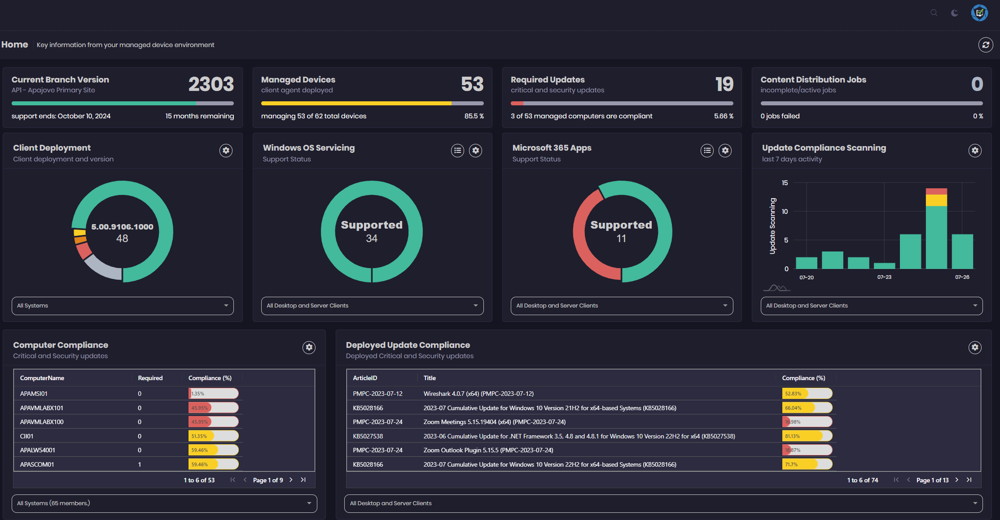 Home
Key information from your managed device environment
Current Branch Version
AP1 - Apajove Primary Site
2303
support ends: October 10, 2024
15 months remaining
Managed Devices
client agent deployed
53
managing 53 of 62 total devices
85.5 %
Required Updates
critical and security updates
19
3 of 53 managed computers are compliant
5.66 %
Content Distribution Jobs
incomplete/active jobs
0
0 jobs failed
0 %
Client Deployment
Client deployment and version
5.00.9106.1000
48
All Systems
Windows OS Servicing
Support Status
Supported
34
All Desktop and Server Clients
Microsoft 365 Apps
Support Status
Supported
11
All Desktop and Server Clients
Update Compliance Scanning
last 7 days activity
Update Scanning
15
10
5
0
07-20
07-23
07-26
All Desktop and Server Clients
Computer Compliance
Critical and Security updates
ComputerName Required Compliance (%)
APAMSI01 0 1.35%
APAVMLABX101 0 45.95%
APAVMLABX100 0 45.95%
CII01 0 51.35%
APALW54001 0 59.46%
APASCOM01 1 59.46%
1 to 6 of 53 Page 1 of 9
All Systems (65 members.)
Deployed Update Compliance
Deployed Critical and Security updates
ArticleID Title Compliance (%)
PMPC-2023-07-12 Wireshark 4.0.7 (x64) (PMPC-2023-07-12) 52.83%
KB5028166 2023-07 Cumulative Update for Windows 10 Version 21H2 for x64-based Systems (KB5028166) 66.04%
PMPC-2023-07-24 Zoom Meetings 5.15.19404 (x64) (PMPC-2023-07-24) 16.98%
KB5027538 2023-06 Cumulative Update for .NET Framework 3.5, 4.8 and 4.8.1 for Windows 10 Version 22H2 for x64 (KB5027538) 81.13%
PMPC-2023-07-24 Zoom Outlook Plugin 5.15.5 (PMPC-2023-07-24) 18.87%
KB5028166 2023-07 Cumulative Update for Windows 10 Version 22H2 for x64-based Systems (KB5028166) 71.7%
1 to 6 of 74 Page 1 of 13
All Desktop and Server Clients